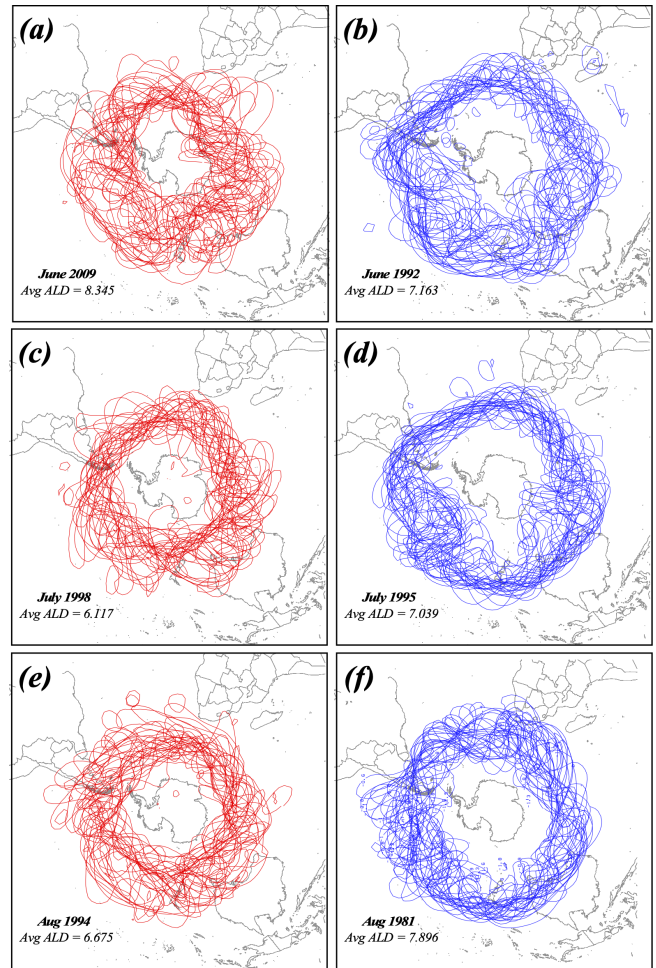 (a)
June 2009
Avg ALD = 8.345
(b)
June 1992
Avg ALD = 7.163
(c)
July 1998
Avg ALD = 6.117
(d)
July 1995
Avg ALD = 7.039
(e)
Aug 1994
Avg ALD = 6.675
(f)
Aug 1981
Avg ALD = 7.896